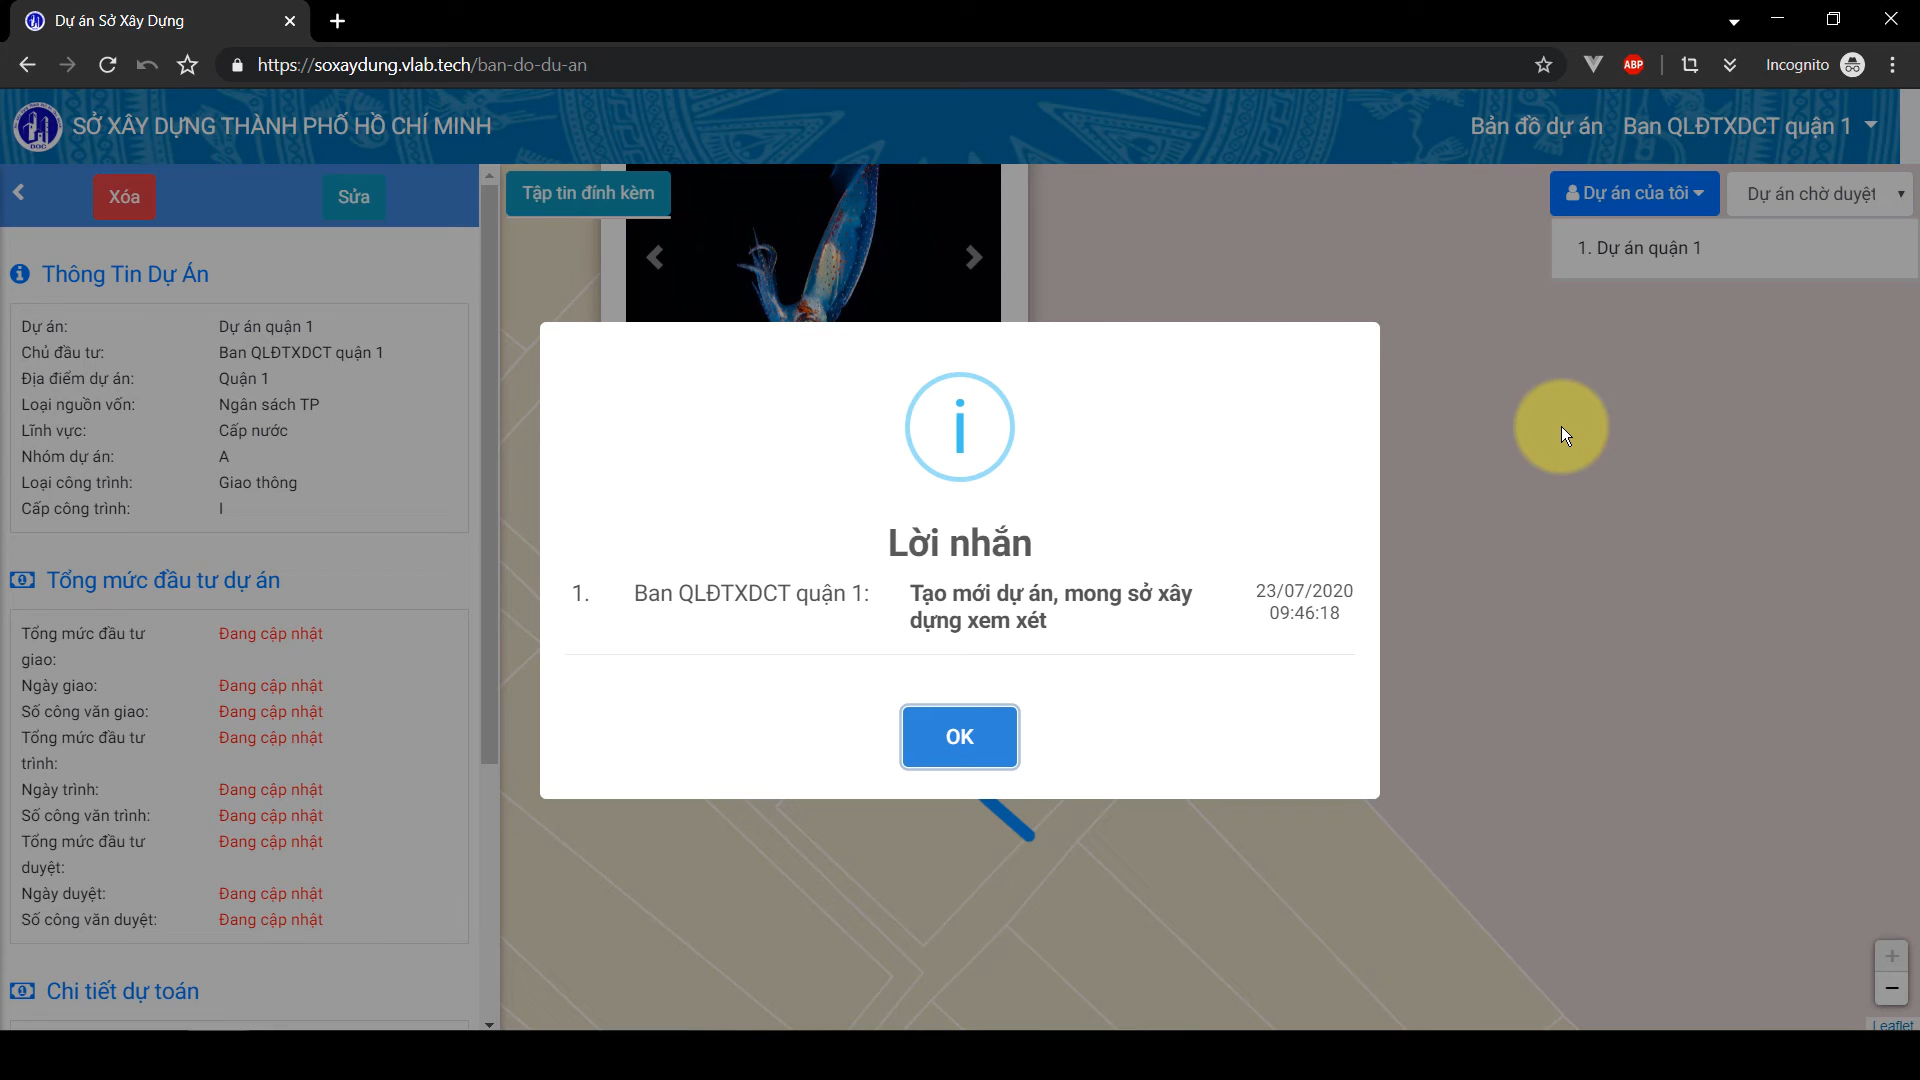 Dự án Sở Xây Dựng
https://soxaydung.vlab.tech/ban-do-du-an
ABP
Incognito
DOC
SỞ XÂY DỰNG THÀNH PHỐ HỒ CHÍ MINH
Bản đồ dự án
Ban QLĐTXDCT quận 1
Xóa
Sửa
Tập tin đính kèm
Dự án của tôi
Dự án chờ duyệt
1. Dự án quận 1
Thông Tin Dự Án
Dự án: Dự án quận 1
Chủ đầu tư: Ban QLĐTXDCT quận 1
Địa điểm dự án: Quận 1
Loại nguồn vốn: Ngân sách TP
Lĩnh vực: Cấp nước
Nhóm dự án: A
Loại công trình: Giao thông
Cấp công trình: I
Tổng mức đầu tư dự án
Tổng mức đầu tư Đang cập nhật
giao:
Ngày giao: Đang cập nhật
Số công văn giao: Đang cập nhật
Tổng mức đầu tư Đang cập nhật
trình:
Ngày trình: Đang cập nhật
Số công văn trình: Đang cập nhật
Tổng mức đầu tư Đang cập nhật
duyệt:
Ngày duyệt: Đang cập nhật
Số công văn duyệt: Đang cập nhật
Chi tiết dự toán
Lời nhắn
1. Ban QLĐTXDCT quận 1: Tạo mới dự án, mong sở xây 23/07/2020
dựng xem xét 09:46:18
OK
+
−
Leaflet